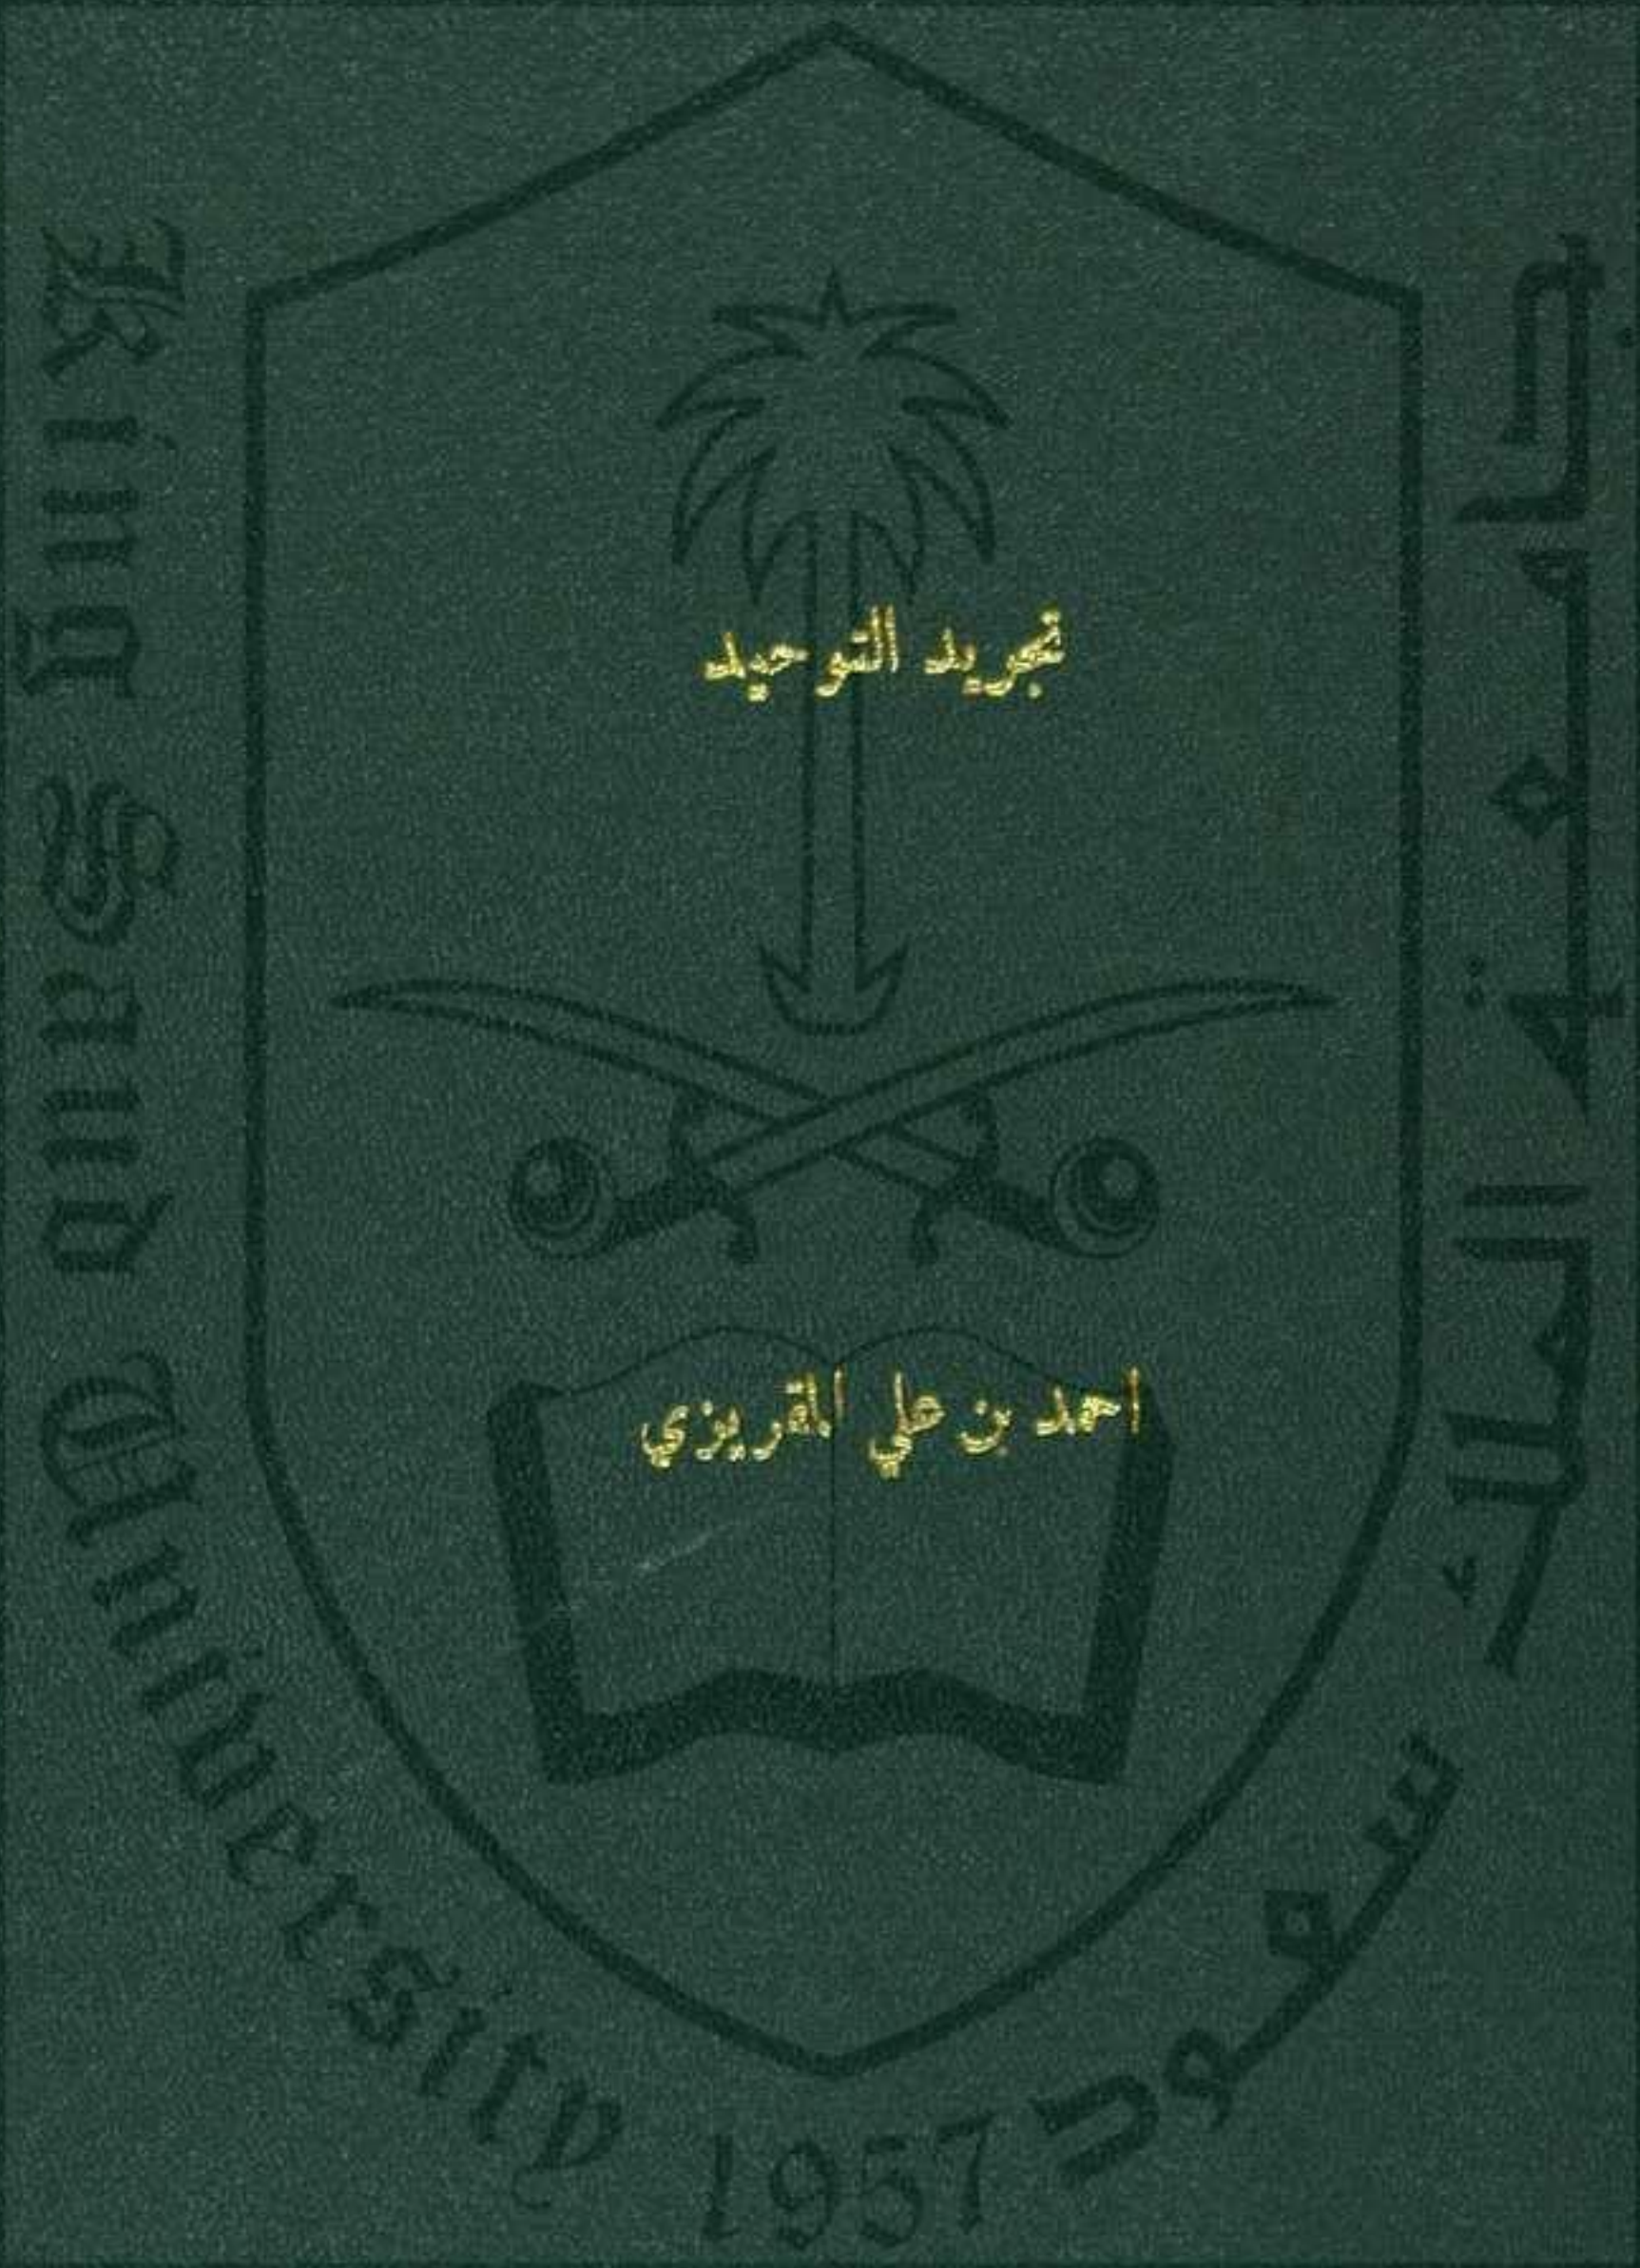 تجريد التوحيد
احمد بن علي المقريزي
King Saud University
1957
جامعة الملك سعود